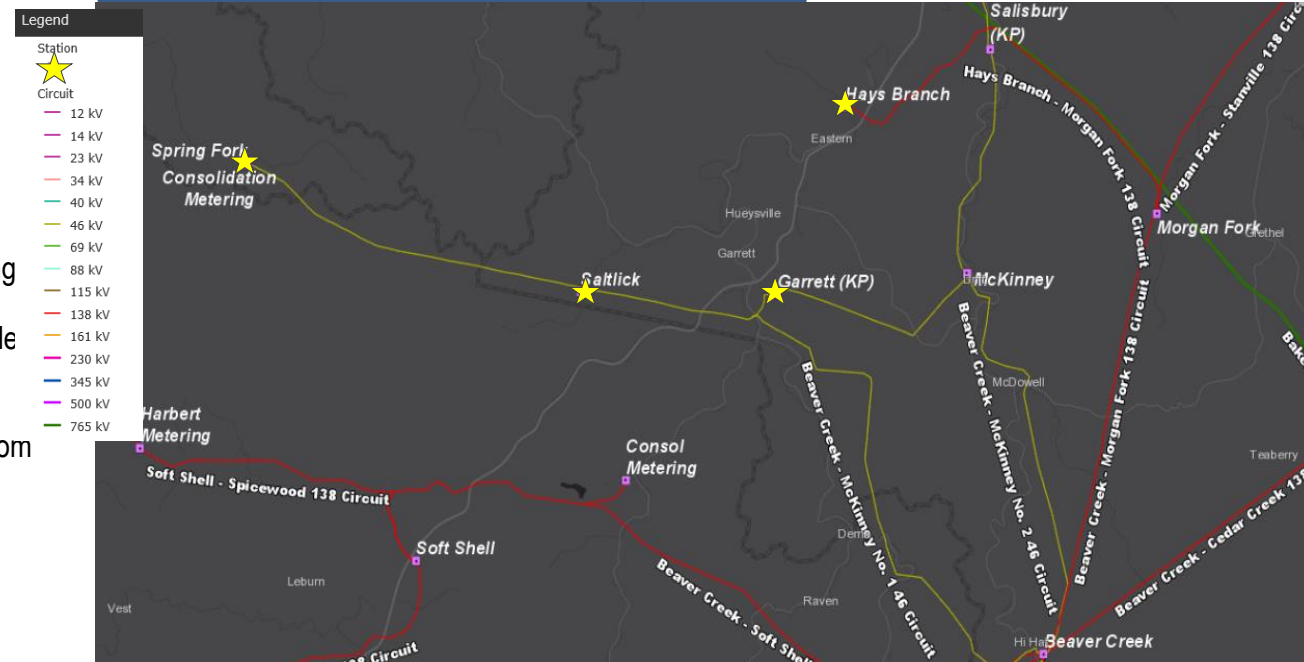 Legend
Station
Circuit
12 kV
14 kV
23 kV
34 kV
40 kV
46 kV
69 kV
88 kV
115 kV
138 kV
161 kV
230 kV
345 kV
500 kV
765 kV
g
om
Salisbury
(KP)
Hays Branch
Eastern
Hays Branch - Morgan Fork 138 Circuit
Morgan Fork - Stanville 138
Spring Fork
Consolidation
Metering
Hueysville
Morgan Fork
Garrett
Saltlick
Garrett (KP)
McKinney
Beaver Creek - Morgan Fork 138 Circuit
McDowell
Beaver Creek - McKinney No. 1 46 Circuit
Beaver Creek - McKinney No. 2 46 Circuit
Harbert
Metering
Soft Shell - Spicewood 138 Circuit
Consol
Metering
Teaberry
Beaver Creek - Cedar Creek
Soft Shell
Leburn
Vest
Beaver Creek - Soft Shell
Raven
Beaver Creek
Circuit